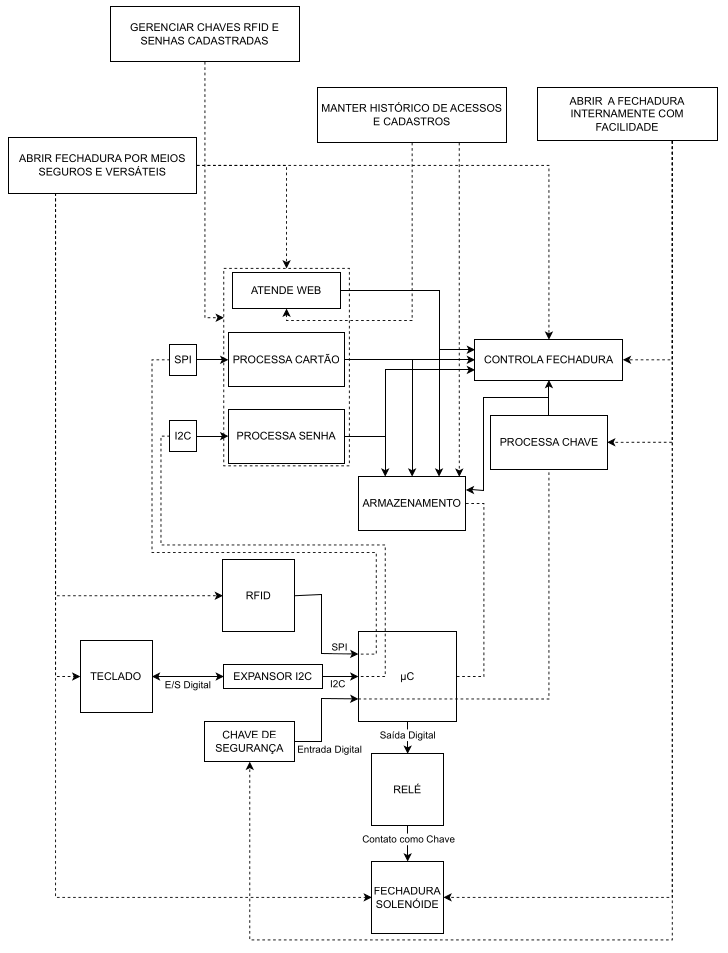 GERENCIAR CHAVES RFID E
SENHAS CADASTRADAS
MANTER HISTÓRICO DE ACESSOS
E CADASTROS
ABRIR A FECHADURA
INTERNAMENTE COM
FACILIDADE
ABRIR FECHADURA POR MEIOS
SEGUROS E VERSÁTEIS
ATENDE WEB
SPI
PROCESSA CARTÃO
CONTROLA FECHADURA
I2C
PROCESSA SENHA
PROCESSA CHAVE
ARMAZENAMENTO
RFID
SPI
TECLADO
E/S Digital
EXPANSOR I2C
I2C
µC
CHAVE DE
SEGURANÇA
Entrada Digital
Saída Digital
RELÉ
Contato como Chave
FECHADURA
SOLENÓIDE